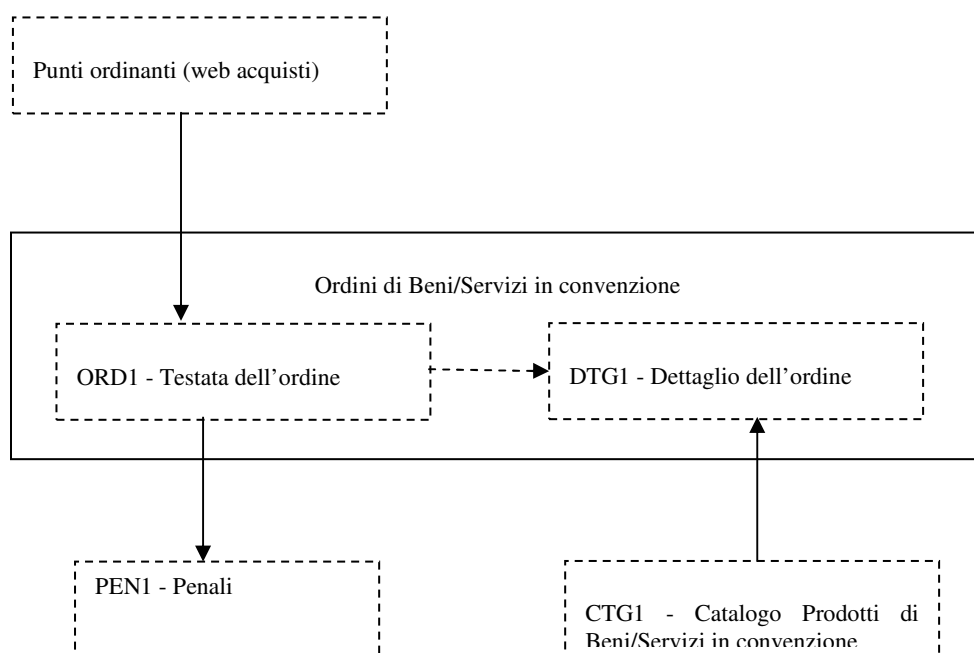 Punti ordinanti (web acquisti)
Ordini di Beni/Servizi in convenzione
ORD1 - Testata dell’ordine
DTG1 - Dettaglio dell’ordine
PEN1 - Penali
CTG1 - Catalogo Prodotti di
Beni/Servizi in convenzione